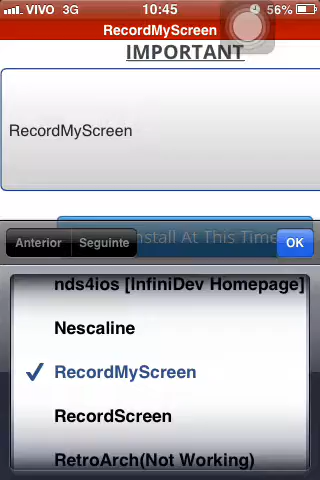 VIVO 3G 10:45 56%
RecordMyScreen
IMPORTANT
RecordMyScreen
nstall At This Time
Anterior Seguinte OK
nds4ios [InfiniDev Homepage]
Nescaline
RecordMyScreen
RecordScreen
RetroArch(Not Working)